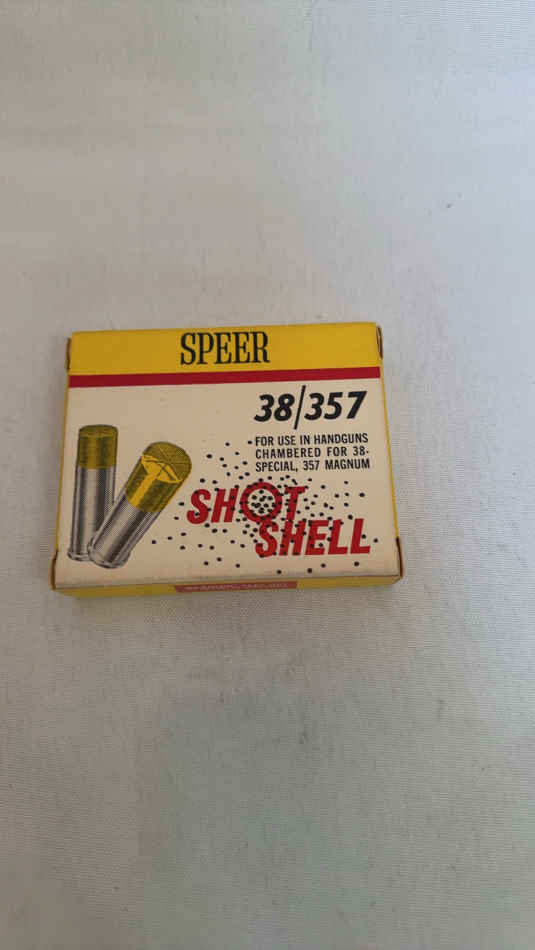 SPEER
38/357
FOR USE IN HANDGUNS
CHAMBERED FOR 38-
SPECIAL, 357 MAGNUM
SHOT
SHELL